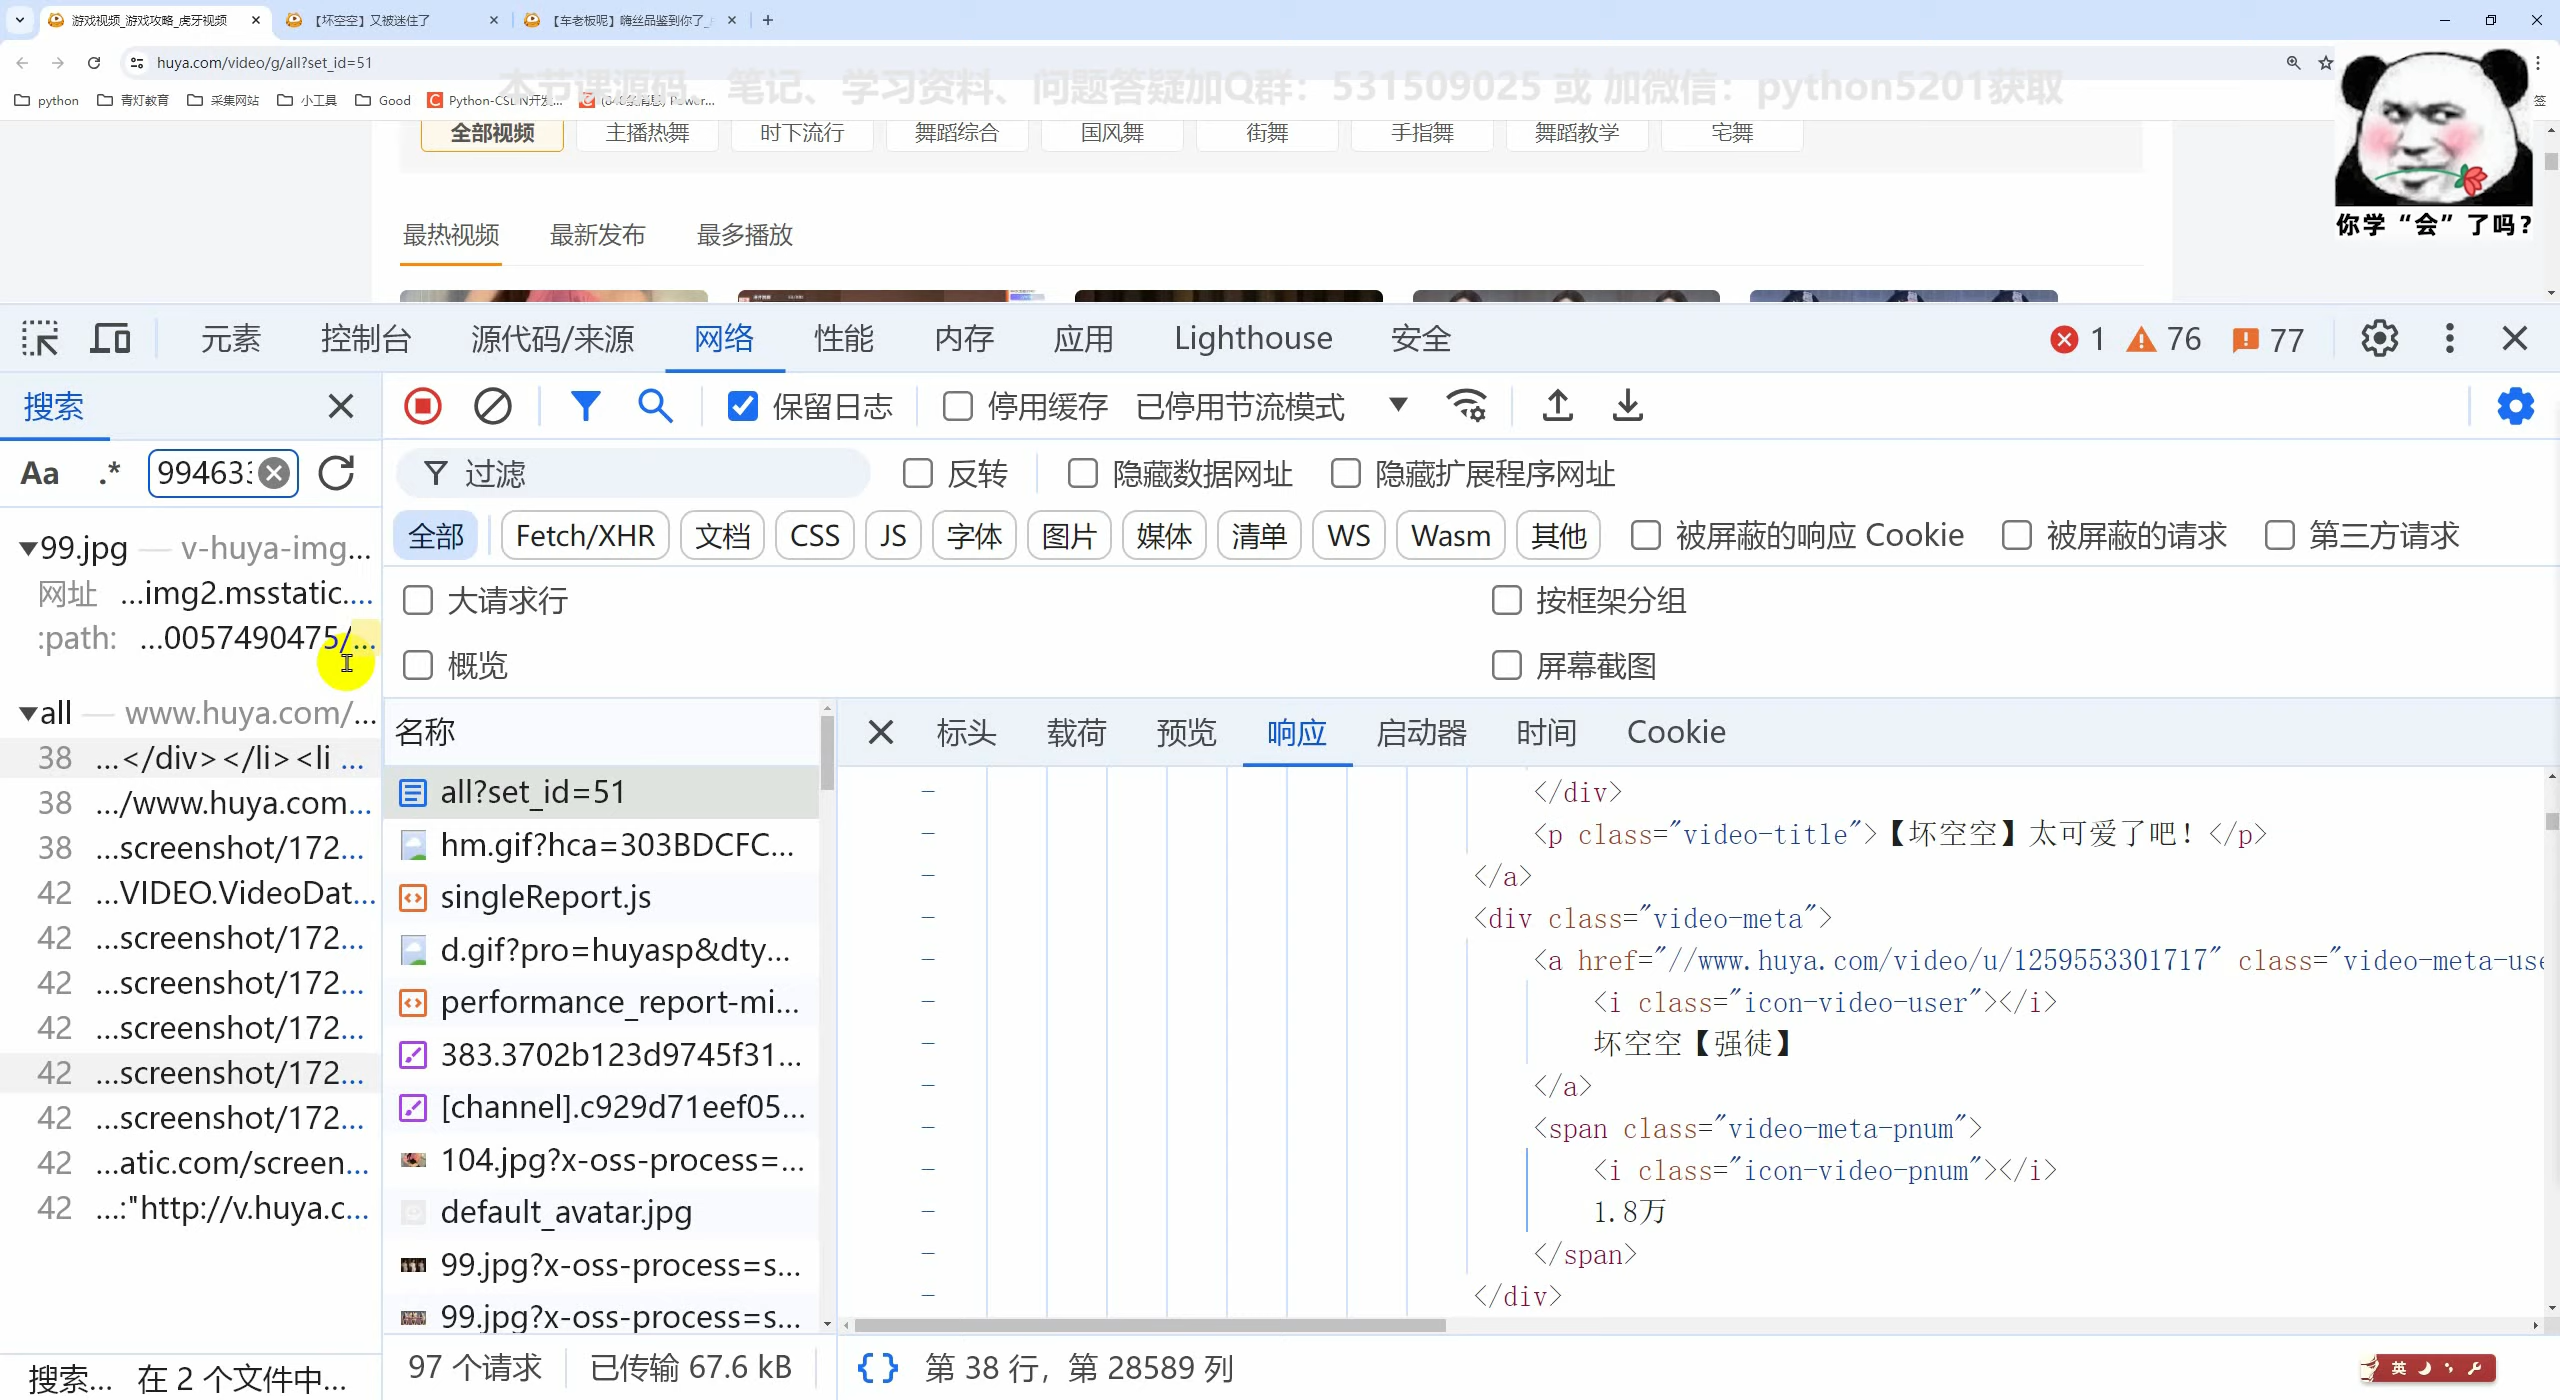 游戏视频_游戏攻略_虎牙视频
【坏空空】又被迷住了
【车老板呢】嗨丝品鉴到你了_
huya.com/video/g/all?set_id=51
本节课源码、笔记、学习资料、问题答疑加Q群：531509025 或 加微信：python5201获取
python 青灯教育 采集网站 小工具 Good Python-CSDN开发...
全部视频 主播热舞 时下流行 舞蹈综合 国风舞 街舞 手指舞 舞蹈教学 宅舞
你学“会”了吗？
最热视频 最新发布 最多播放
元素 控制台 源代码/来源 网络 性能 内存 应用 Lighthouse 安全 1 76 77
搜索
保留日志 停用缓存 已停用节流模式
Aa .* 99463
过滤 反转 隐藏数据网址 隐藏扩展程序网址
全部 Fetch/XHR 文档 CSS JS 字体 图片 媒体 清单 WS Wasm 其他 被屏蔽的响应 Cookie 被屏蔽的请求 第三方请求
大请求行 按框架分组
概览 屏幕截图
99.jpg — v-huya-img...
网址 ...img2.msstatic....
:path: ...0057490475/...
all — www.huya.com/...
38 ...</div></li><li ...
38 .../www.huya.com...
38 ...screenshot/172...
42 ...VIDEO.VideoDat...
42 ...screenshot/172...
42 ...screenshot/172...
42 ...screenshot/172...
42 ...screenshot/172...
42 ...screenshot/172...
42 ...atic.com/screen...
42 ...:"http://v.huya.c...
搜索... 在 2 个文件中...
名称
all?set_id=51
hm.gif?hca=303BDCFC...
singleReport.js
d.gif?pro=huyasp&dty...
performance_report-mi...
383.3702b123d9745f31...
[channel].c929d71eef05...
104.jpg?x-oss-process=...
default_avatar.jpg
99.jpg?x-oss-process=s...
99.jpg?x-oss-process=s...
97 个请求 已传输 67.6 kB
标头 载荷 预览 响应 启动器 时间 Cookie
</div>
<p class="video-title">【坏空空】太可爱了吧！</p>
</a>
<div class="video-meta">
<a href="//www.huya.com/video/u/1259553301717" class="video-meta-use
<i class="icon-video-user"></i>
坏空空【强徒】
</a>
<span class="video-meta-pnum">
<i class="icon-video-pnum"></i>
1.8万
</span>
</div>
{} 第 38 行，第 28589 列
英